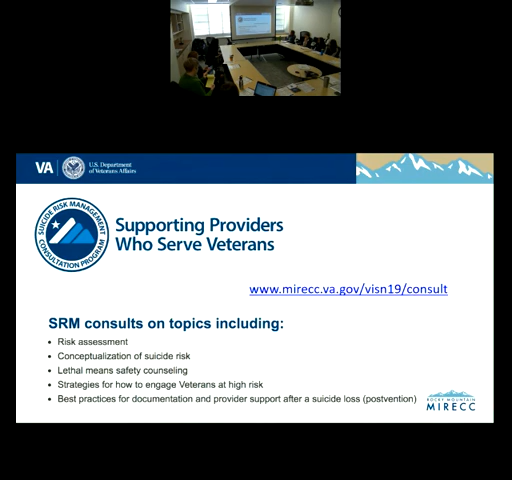 VA
U.S. Department
of Veterans Affairs
SUICIDE RISK MANAGEMENT
CONSULTATION PROGRAM
Supporting Providers
Who Serve Veterans
www.mirecc.va.gov/visn19/consult
SRM consults on topics including:
• Risk assessment
• Conceptualization of suicide risk
• Lethal means safety counseling
• Strategies for how to engage Veterans at high risk
• Best practices for documentation and provider support after a suicide loss (postvention)
ROCKY MOUNTAIN
MIRECC